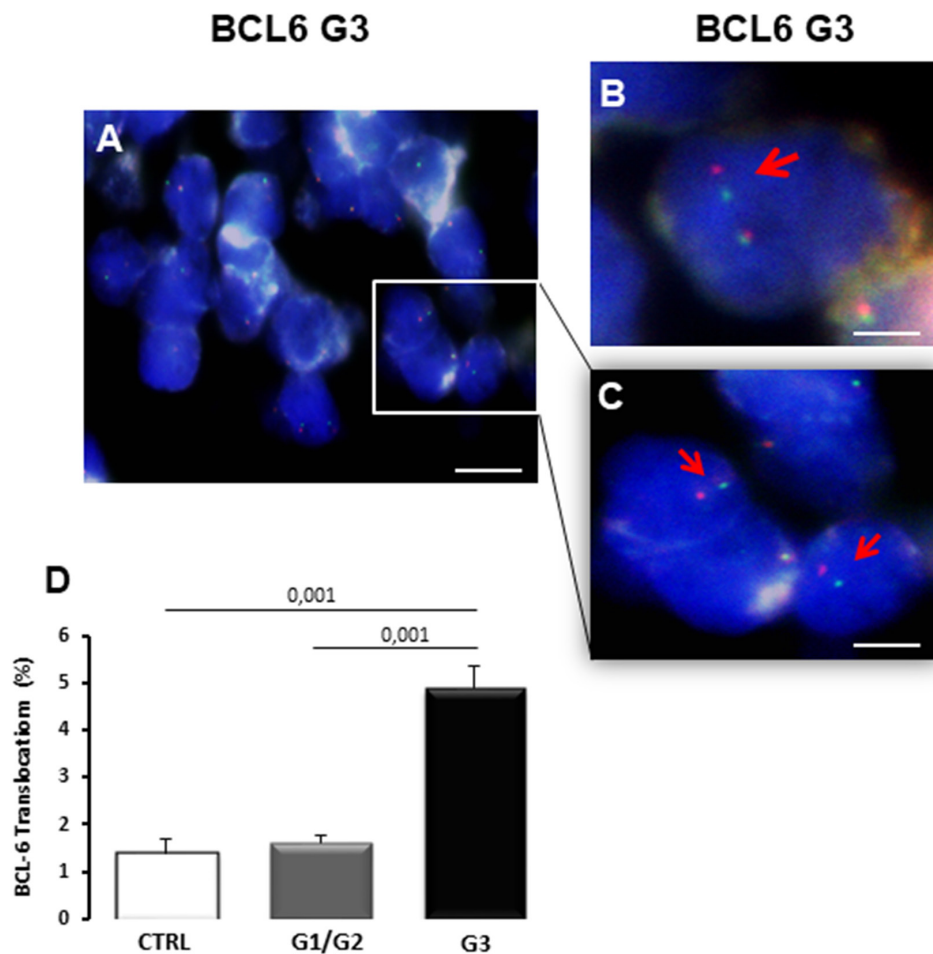 BCL6 G3
BCL6 G3
A
B
C
D
0,001
0,001
BCL-6 Translocatiom (%)
6
5
4
3
2
1
0
CTRL
G1/G2
G3